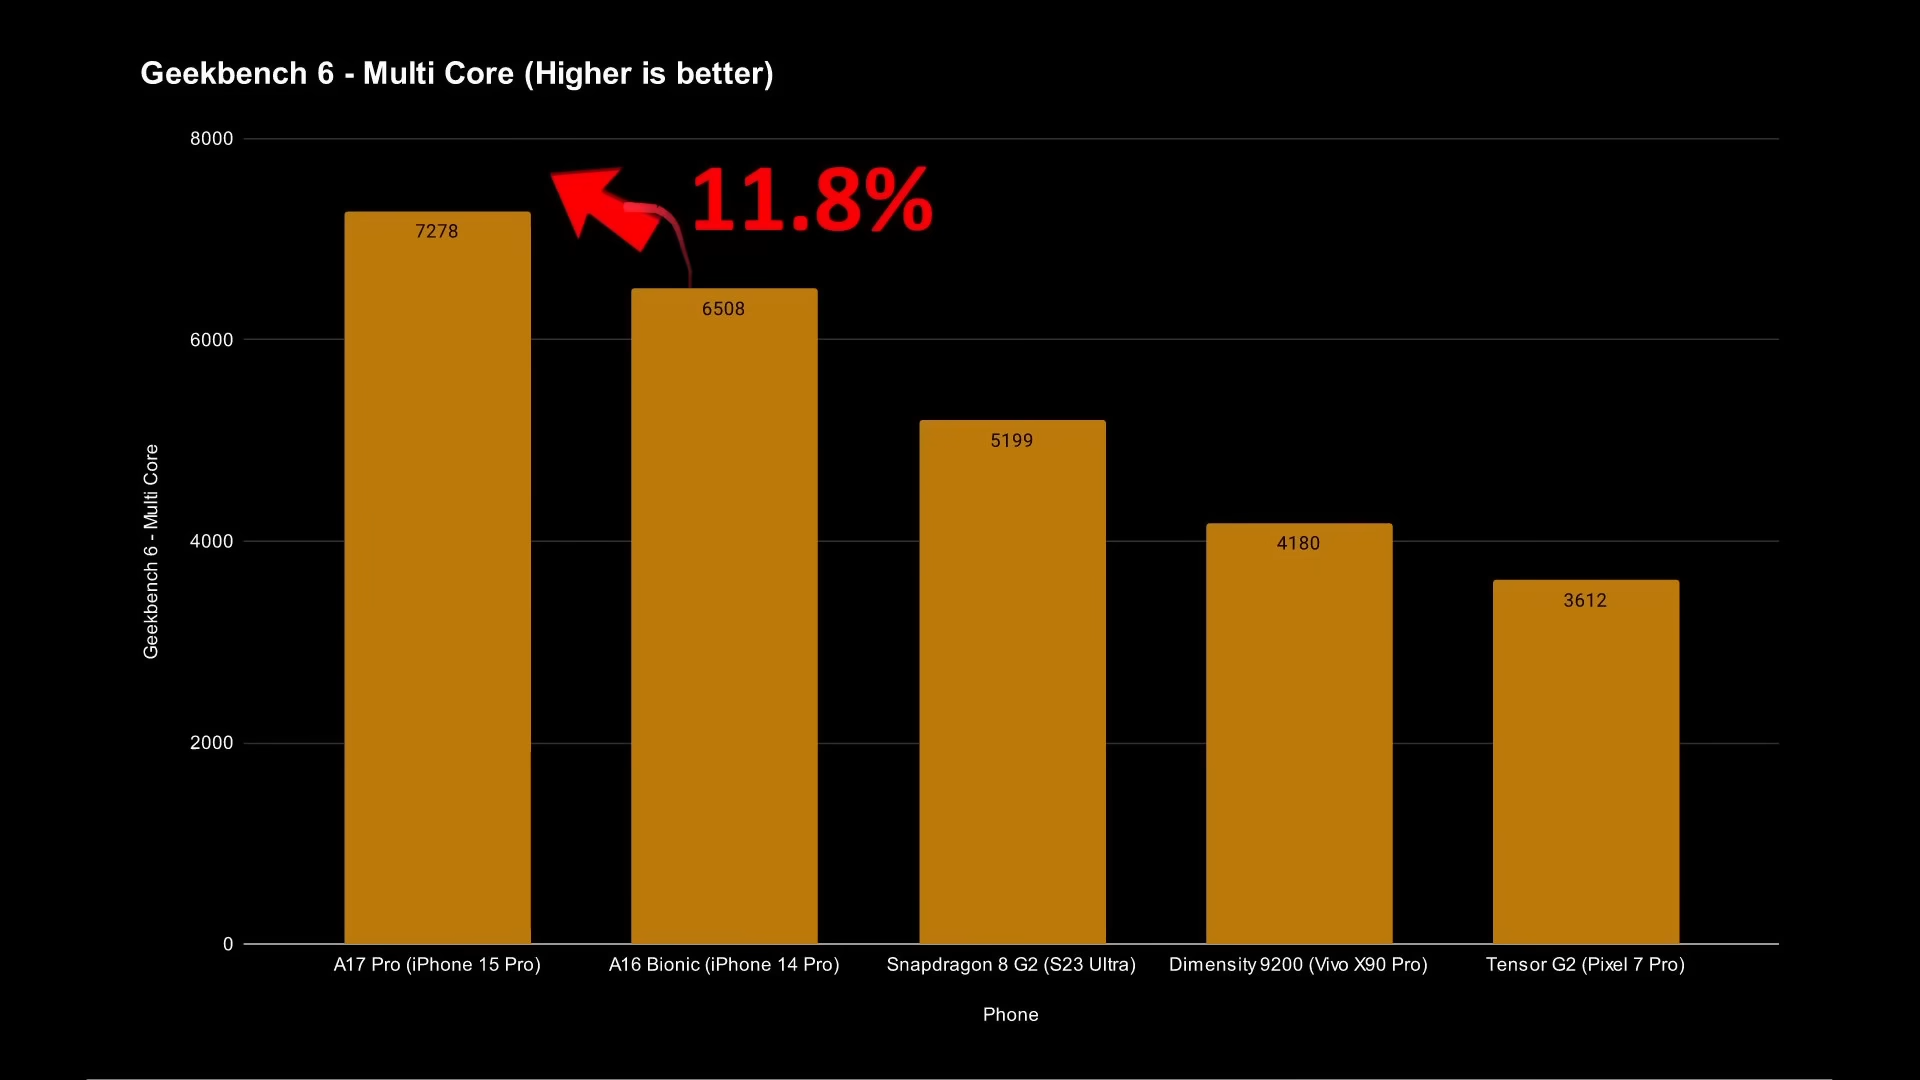 Geekbench 6 - Multi Core (Higher is better)
8000
11.8%
7278
6508
6000
5199
Geekbench 6 - Multi Core
4000
4180
3612
2000
0
A17 Pro (iPhone 15 Pro)
A16 Bionic (iPhone 14 Pro)
Snapdragon 8 G2 (S23 Ultra)
Dimensity 9200 (Vivo X90 Pro)
Tensor G2 (Pixel 7 Pro)
Phone